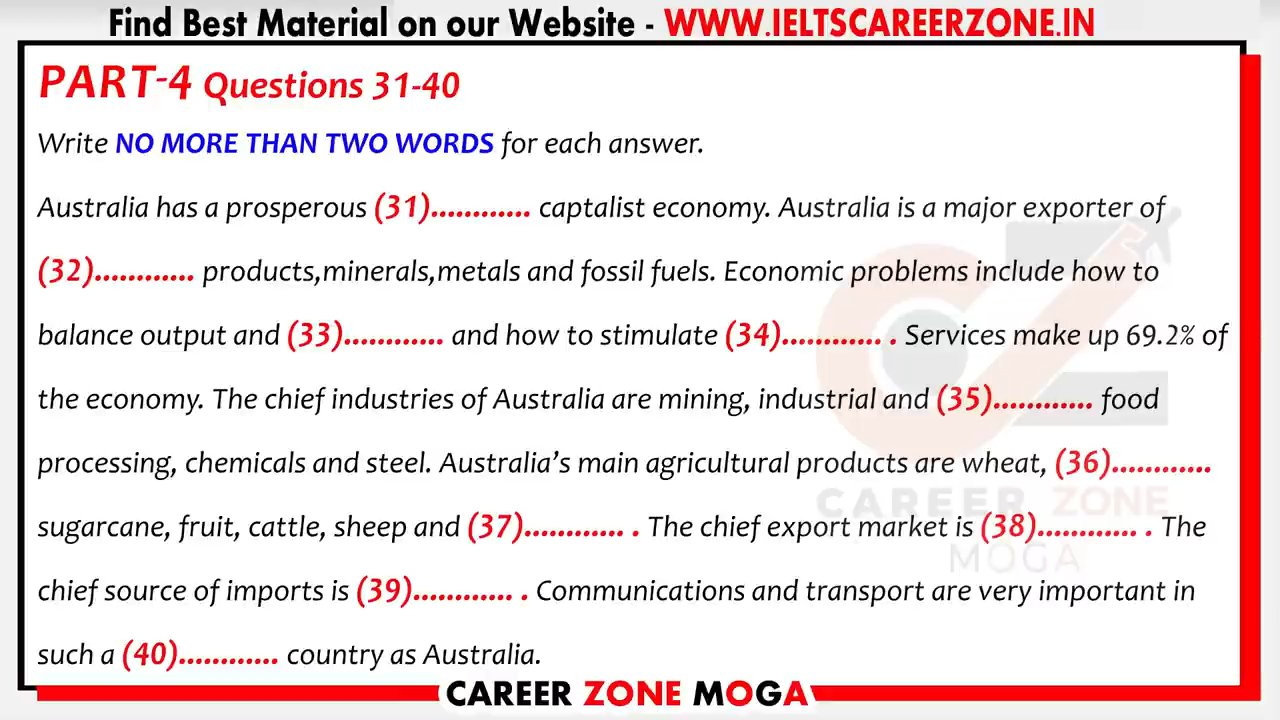 Find Best Material on our Website - WWW.IELTSCAREERZONE.IN
PART-4 Questions 31-40
Write NO MORE THAN TWO WORDS for each answer.
Australia has a prosperous (31)............ captalist economy. Australia is a major exporter of
(32)............ products,minerals,metals and fossil fuels. Economic problems include how to
balance output and (33)............ and how to stimulate (34)............ . Services make up 69.2% of
the economy. The chief industries of Australia are mining, industrial and (35)............ food
processing, chemicals and steel. Australia's main agricultural products are wheat, (36)............
sugarcane, fruit, cattle, sheep and (37)............ . The chief export market is (38)............ . The
chief source of imports is (39)............ . Communications and transport are very important in
such a (40)............ country as Australia.
CAREER ZONE
MOGA
CAREER ZONE MOGA